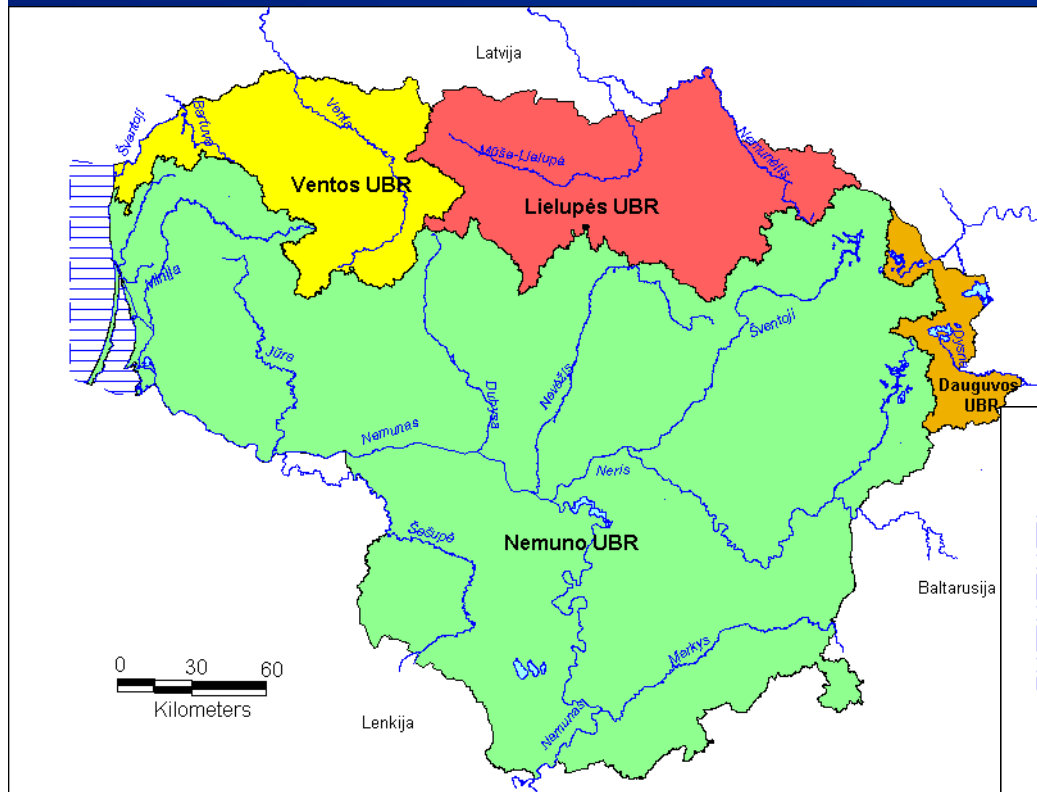 Latvija
Šventoji
Bartuva
Venta
Mūša-Lielupė
Nemunėlis
Ventos UBR
Lielupės UBR
Minija
Jūra
Dubysa
Nevėžis
Šventoji
Dysna
Dauguvos
UBR
Nemunas
Neris
Šešupė
Nemuno UBR
Baltarusija
Merkys
0 30 60
Kilometers
Lenkija
Nemunas